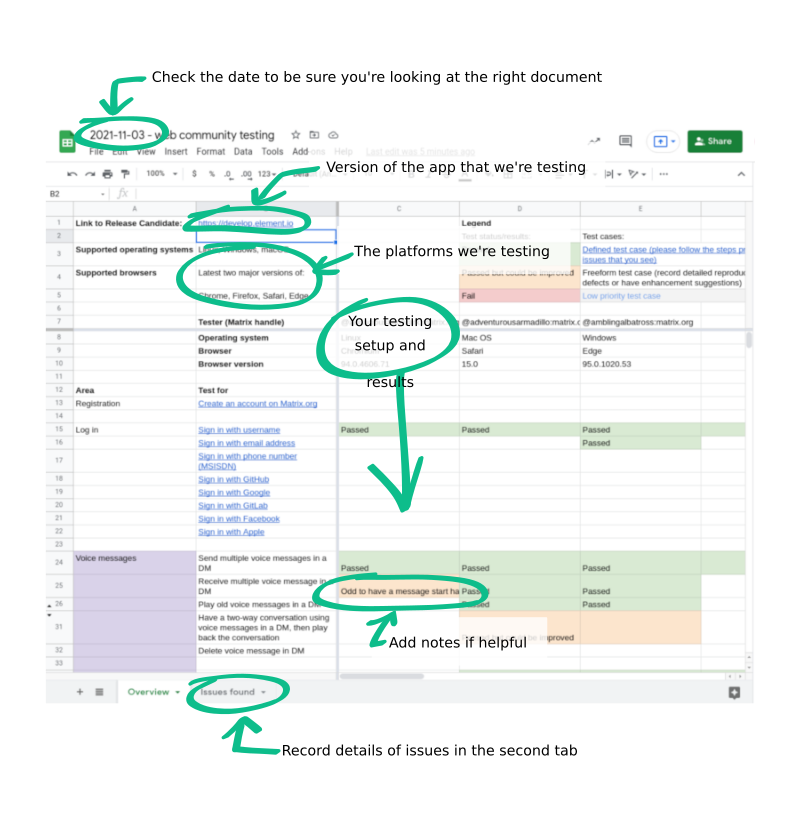 Check the date to be sure you're looking at the right document
2021-11-03 - web community testing
File Edit View Insert Format Data Tools Add-ons Help Last edit was 5 minutes ago
Share
Version of the app that we're testing
100% $ % .0 .00 123
B2 fx
A C D E
1 Link to Release Candidate: https://develop.element.io Legend
2 Test status/results: Test cases:
3 Supported operating systems Defined test case (please follow the steps
issues that you see)
The platforms we're testing
4 Supported browsers Latest two major versions of: Passed but could be improved Freeform test case (record detailed
defects or have enhancement suggestions)
5 Chrome, Firefox, Safari, Edge Fail Low priority test case
6
7 Tester (Matrix handle) @adventurousarmadillo:matrix.o @amblingalbatross:matrix.org
Your testing
setup and
results
8 Operating system Linux Mac OS Windows
9 Browser Safari Edge
10 Browser version 94.0.4606.71 15.0 95.0.1020.53
11
12 Area Test for
13 Registration Create an account on Matrix.org
14
15 Log in Sign in with username Passed Passed Passed
16 Sign in with email address Passed
17 Sign in with phone number
(MSISDN)
18 Sign in with GitHub
19 Sign in with Google
20 Sign in with GitLab
21 Sign in with Facebook
22 Sign in with Apple
23
24 Voice messages Send multiple voice messages in a
DM Passed Passed Passed
25 Receive multiple voice message in
DM Odd to have a message start ha Passed Passed
26 Play old voice messages in a DM Passed Passed
31 Have a two-way conversation using
voice messages in a DM, then play
back the conversation improved
Add notes if helpful
32 Delete voice message in DM
33
Overview Issues found
Record details of issues in the second tab